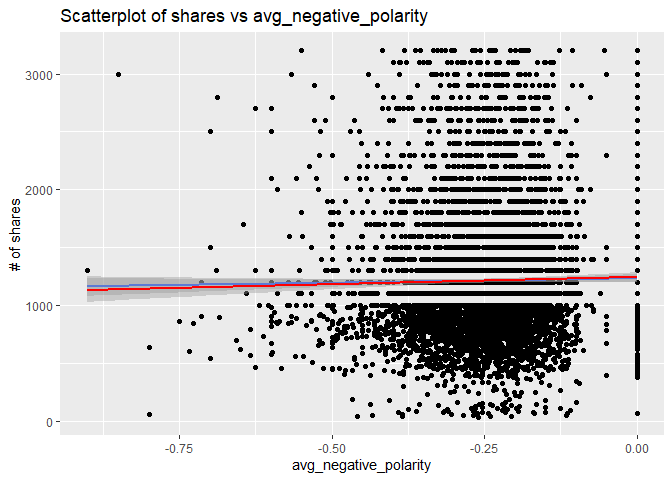 Scatterplot of shares vs avg_negative_polarity
3000
2000
1000
0
# of shares
-0.75
-0.50
-0.25
0.00
avg_negative_polarity